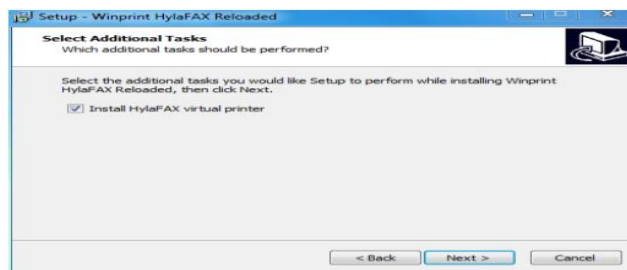 Setup - Winprint HylaFAX Reloaded
Select Additional Tasks
Which additional tasks should be performed?
Select the additional tasks you would like Setup to perform while installing Winprint
HylaFAX Reloaded, then click Next.
Install HylaFAX virtual printer
< Back Next > Cancel